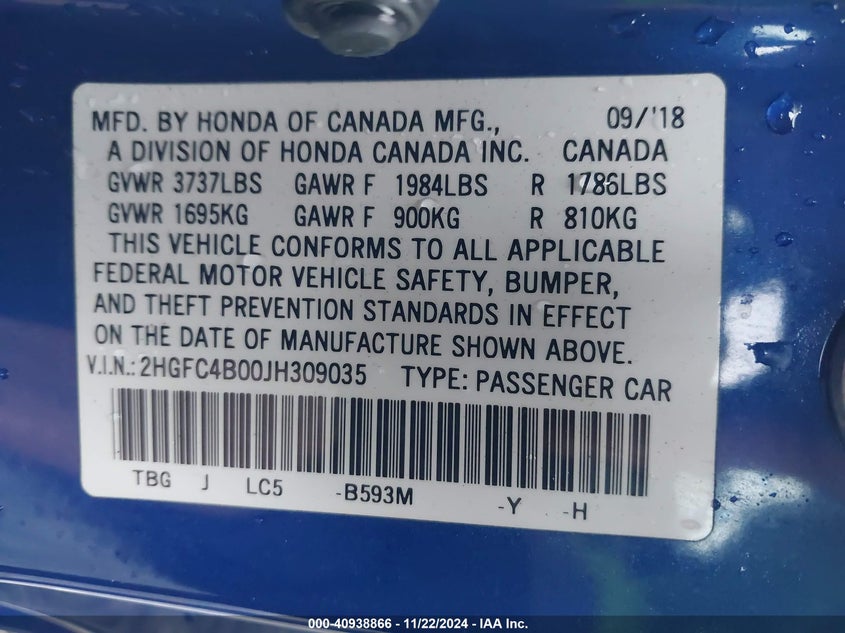 MFD. BY HONDA OF CANADA MFG., 09/'18
A DIVISION OF HONDA CANADA INC. CANADA
GVWR 3737LBS GAWR F 1984LBS R 1786LBS
GVWR 1695KG GAWR F 900KG R 810KG
THIS VEHICLE CONFORMS TO ALL APPLICABLE
FEDERAL MOTOR VEHICLE SAFETY, BUMPER,
AND THEFT PREVENTION STANDARDS IN EFFECT
ON THE DATE OF MANUFACTURE SHOWN ABOVE.
V.I.N.: 2HGFC4B00JH309035 TYPE: PASSENGER CAR
TBG J LC5 -B593M -Y -H
000-40938866 - 11/22/2024 - IAA Inc.